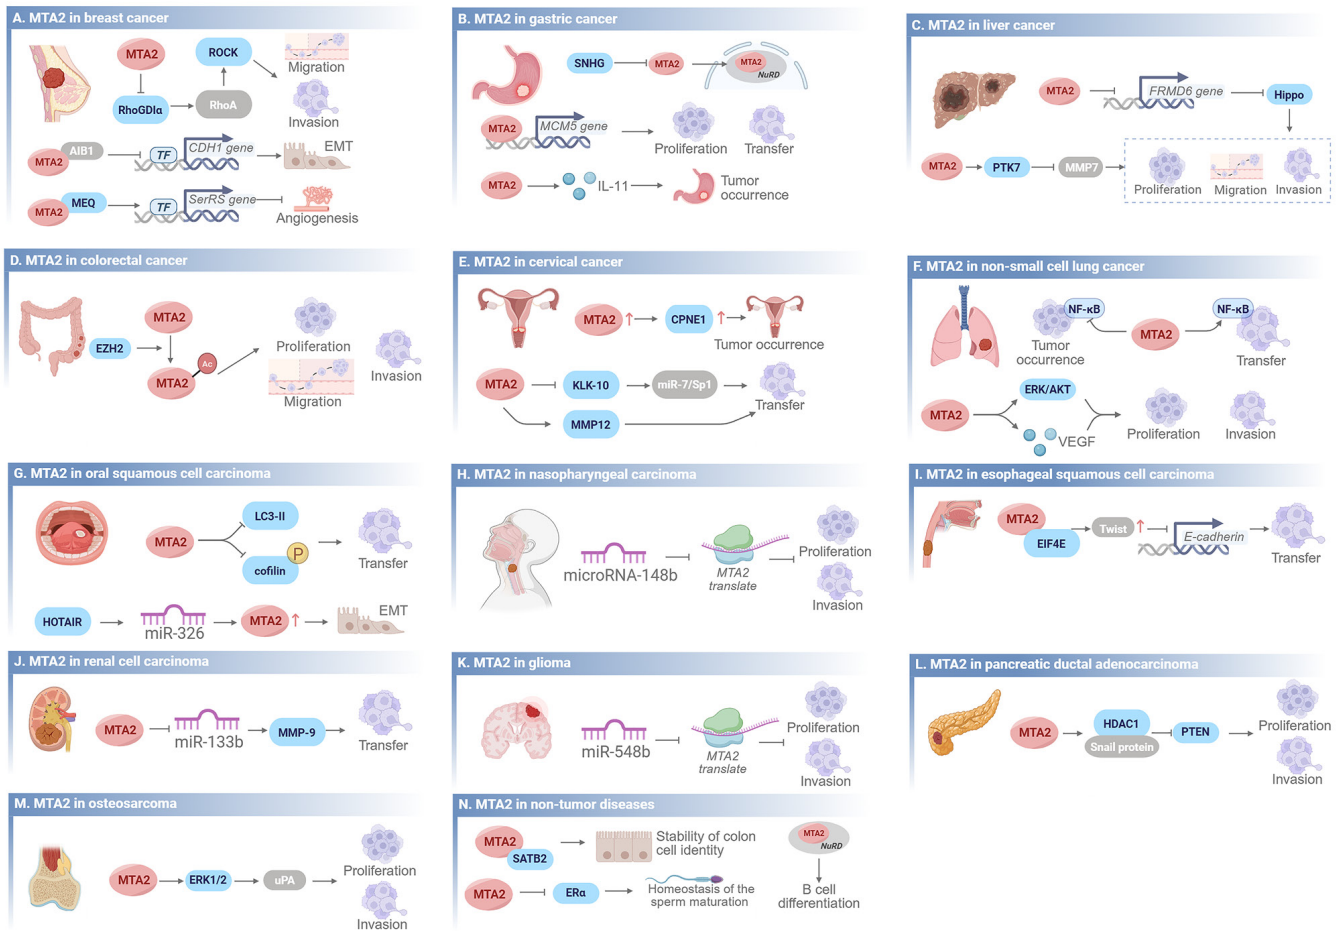 A. MTA2 in breast cancer
MTA2
ROCK
Migration
RhoGDIα
RhoA
Invasion
AIB1
MTA2
TF
CDH1 gene
EMT
MEQ
MTA2
TF
SerRS gene
Angiogenesis
B. MTA2 in gastric cancer
SNHG
MTA2
MTA2
NuRD
MTA2
MCM5 gene
Proliferation
Transfer
MTA2
IL-11
Tumor
occurrence
C. MTA2 in liver cancer
MTA2
FRMD6 gene
Hippo
MTA2
PTK7
MMP7
Proliferation
Migration
Invasion
D. MTA2 in colorectal cancer
MTA2
EZH2
Ac
MTA2
Proliferation
Migration
Invasion
E. MTA2 in cervical cancer
MTA2
CPNE1
Tumor occurrence
MTA2
KLK-10
miR-7/Sp1
Transfer
MMP12
F. MTA2 in non-small cell lung cancer
NF-κB
NF-κB
MTA2
Tumor
occurrence
Transfer
ERK/AKT
MTA2
VEGF
Proliferation
Invasion
G. MTA2 in oral squamous cell carcinoma
LC3-II
MTA2
P
cofilin
Transfer
HOTAIR
miR-326
MTA2
EMT
H. MTA2 in nasopharyngeal carcinoma
microRNA-148b
MTA2
translate
Proliferation
Invasion
I. MTA2 in esophageal squamous cell carcinoma
MTA2
EIF4E
Twist
E-cadherin
Transfer
J. MTA2 in renal cell carcinoma
MTA2
miR-133b
MMP-9
Transfer
K. MTA2 in glioma
miR-548b
MTA2
translate
Proliferation
Invasion
L. MTA2 in pancreatic ductal adenocarcinoma
MTA2
HDAC1
Snail protein
PTEN
Proliferation
Invasion
M. MTA2 in osteosarcoma
MTA2
ERK1/2
uPA
Proliferation
Invasion
N. MTA2 in non-tumor diseases
MTA2
SATB2
Stability of colon
cell identity
MTA2
NuRD
MTA2
ERα
Homeostasis of the
sperm maturation
B cell
differentiation